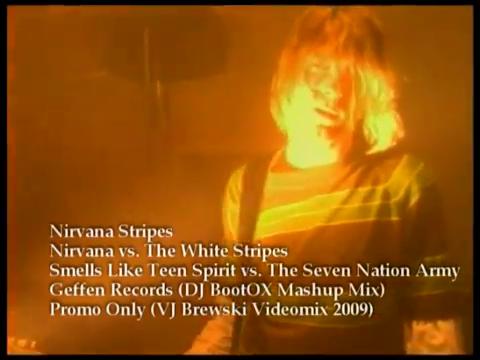 Nirvana Stripes
Nirvana vs. The White Stripes
Smells Like Teen Spirit vs. The Seven Nation Army
Geffen Records (DJ BootOX Mashup Mix)
Promo Only (VJ Brewski Videomix 2009)